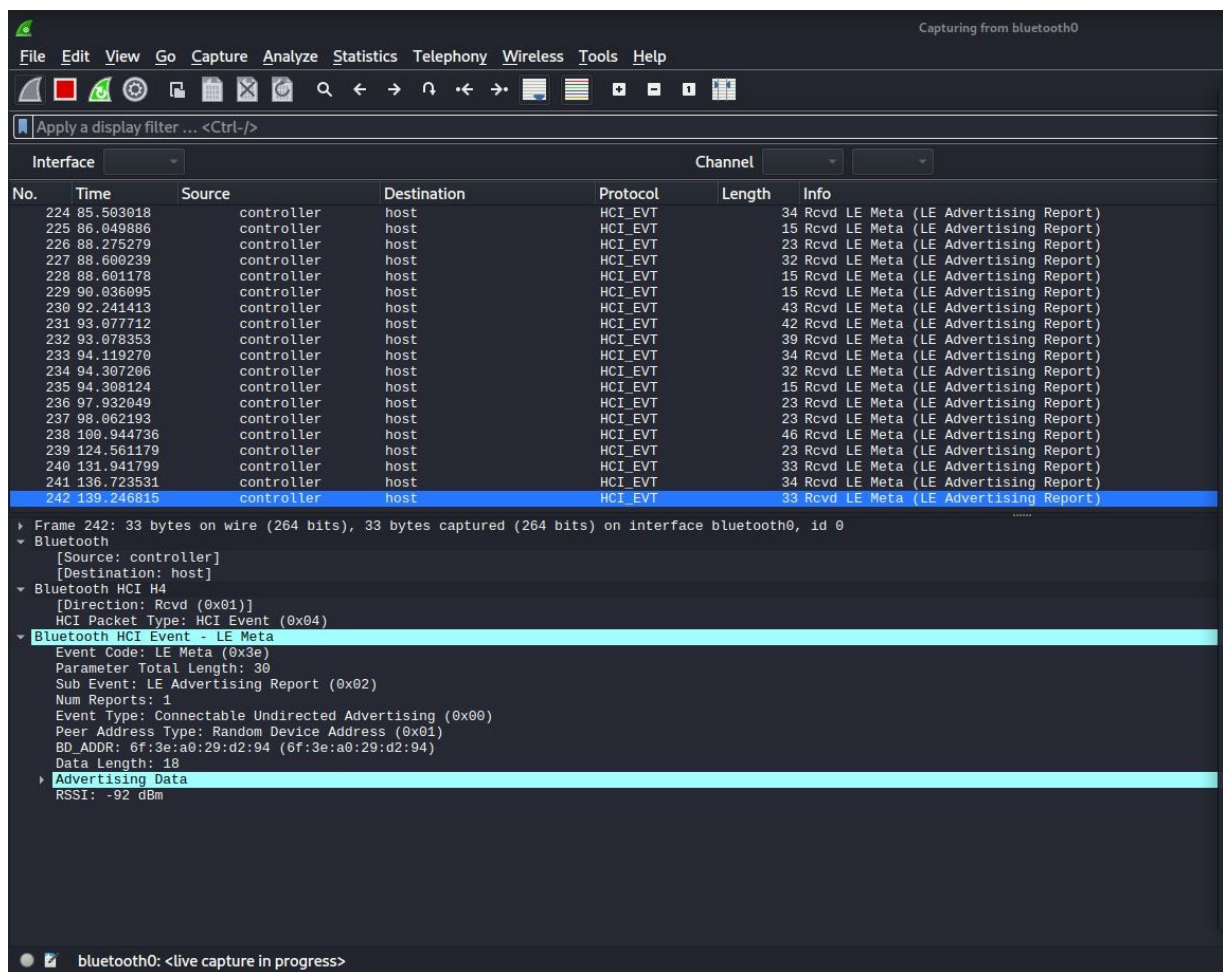 Capturing from bluetooth0
File Edit View Go Capture Analyze Statistics Telephony Wireless Tools Help
Apply a display filter ... <Ctrl-/>
Interface Channel
No. Time Source Destination Protocol Length Info
224 85.503018 controller host HCI_EVT 34 Rcvd LE Meta (LE Advertising Report)
225 86.049886 controller host HCI_EVT 15 Rcvd LE Meta (LE Advertising Report)
226 88.275279 controller host HCI_EVT 23 Rcvd LE Meta (LE Advertising Report)
227 88.600239 controller host HCI_EVT 32 Rcvd LE Meta (LE Advertising Report)
228 88.601178 controller host HCI_EVT 15 Rcvd LE Meta (LE Advertising Report)
229 90.036095 controller host HCI_EVT 15 Rcvd LE Meta (LE Advertising Report)
230 92.241413 controller host HCI_EVT 43 Rcvd LE Meta (LE Advertising Report)
231 93.077712 controller host HCI_EVT 42 Rcvd LE Meta (LE Advertising Report)
232 93.078353 controller host HCI_EVT 39 Rcvd LE Meta (LE Advertising Report)
233 94.119270 controller host HCI_EVT 34 Rcvd LE Meta (LE Advertising Report)
234 94.307206 controller host HCI_EVT 32 Rcvd LE Meta (LE Advertising Report)
235 94.308124 controller host HCI_EVT 15 Rcvd LE Meta (LE Advertising Report)
236 97.932049 controller host HCI_EVT 23 Rcvd LE Meta (LE Advertising Report)
237 98.062193 controller host HCI_EVT 23 Rcvd LE Meta (LE Advertising Report)
238 100.944736 controller host HCI_EVT 46 Rcvd LE Meta (LE Advertising Report)
239 124.561179 controller host HCI_EVT 23 Rcvd LE Meta (LE Advertising Report)
240 131.941799 controller host HCI_EVT 33 Rcvd LE Meta (LE Advertising Report)
241 136.723531 controller host HCI_EVT 34 Rcvd LE Meta (LE Advertising Report)
242 139.246815 controller host HCI_EVT 33 Rcvd LE Meta (LE Advertising Report)
Frame 242: 33 bytes on wire (264 bits), 33 bytes captured (264 bits) on interface bluetooth0, id 0
Bluetooth
[Source: controller]
[Destination: host]
Bluetooth HCI H4
[Direction: Rcvd (0x01)]
HCI Packet Type: HCI Event (0x04)
Bluetooth HCI Event - LE Meta
Event Code: LE Meta (0x3e)
Parameter Total Length: 30
Sub Event: LE Advertising Report (0x02)
Num Reports: 1
Event Type: Connectable Undirected Advertising (0x00)
Peer Address Type: Random Device Address (0x01)
BD_ADDR: 6f:3e:a0:29:d2:94 (6f:3e:a0:29:d2:94)
Data Length: 18
Advertising Data
RSSI: -92 dBm
bluetooth0: <live capture in progress>